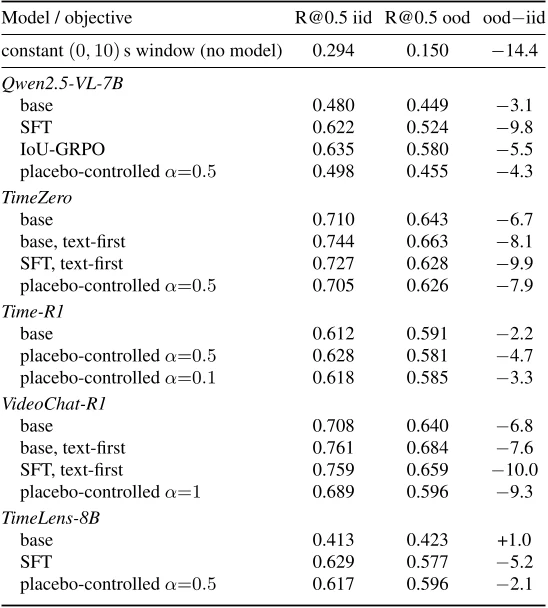 Model / objective R@0.5 iid R@0.5 ood ood−iid
constant (0, 10) s window (no model) 0.294 0.150 −14.4
Qwen2.5-VL-7B
base 0.480 0.449 −3.1
SFT 0.622 0.524 −9.8
IoU-GRPO 0.635 0.580 −5.5
placebo-controlled α=0.5 0.498 0.455 −4.3
TimeZero
base 0.710 0.643 −6.7
base, text-first 0.744 0.663 −8.1
SFT, text-first 0.727 0.628 −9.9
placebo-controlled α=0.5 0.705 0.626 −7.9
Time-R1
base 0.612 0.591 −2.2
placebo-controlled α=0.5 0.628 0.581 −4.7
placebo-controlled α=0.1 0.618 0.585 −3.3
VideoChat-R1
base 0.708 0.640 −6.8
base, text-first 0.761 0.684 −7.6
SFT, text-first 0.759 0.659 −10.0
placebo-controlled α=1 0.689 0.596 −9.3
TimeLens-8B
base 0.413 0.423 +1.0
SFT 0.629 0.577 −5.2
placebo-controlled α=0.5 0.617 0.596 −2.1